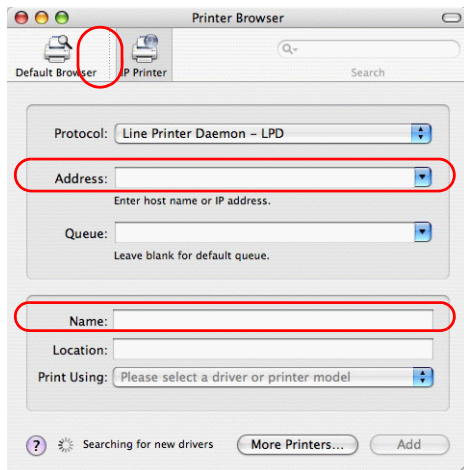 Printer Browser
Default Browser
IP Printer
Search
Protocol: Line Printer Daemon – LPD
Address:
Enter host name or IP address.
Queue:
Leave blank for default queue.
Name:
Location:
Print Using: Please select a driver or printer model
? Searching for new drivers More Printers... Add